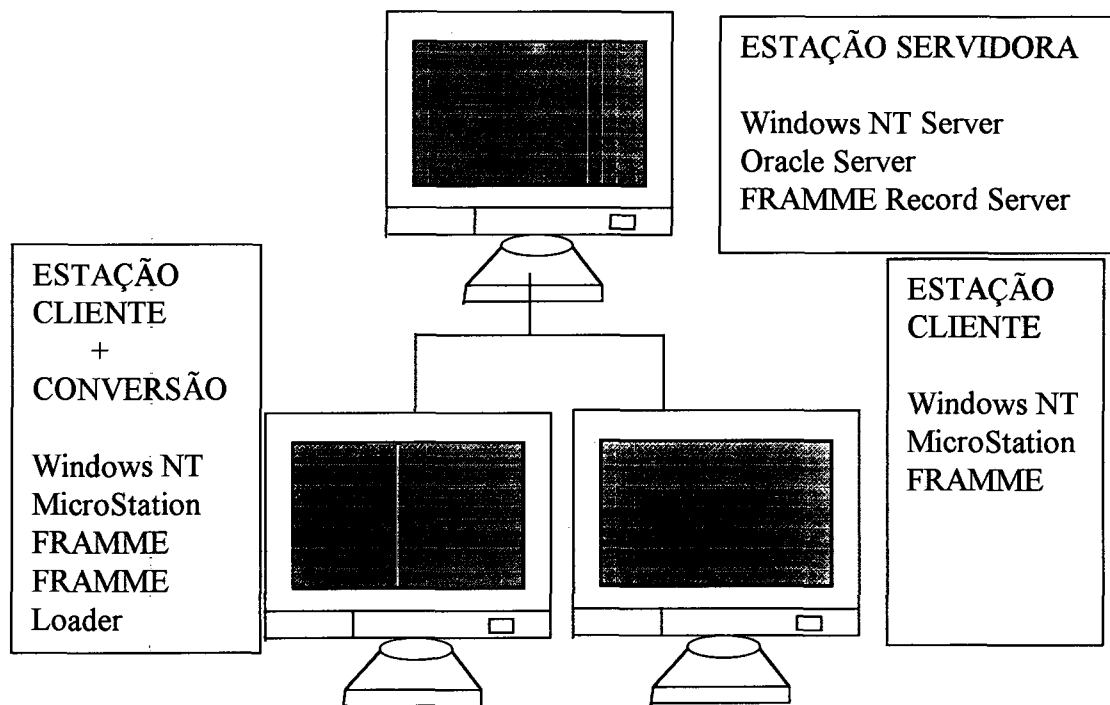 ESTAÇÃO SERVIDORA
Windows NT Server
Oracle Server
FRAMME Record Server
ESTAÇÃO
CLIENTE
+
CONVERSÃO
Windows NT
MicroStation
FRAMME
FRAMME
Loader
ESTAÇÃO
CLIENTE
Windows NT
MicroStation
FRAMME